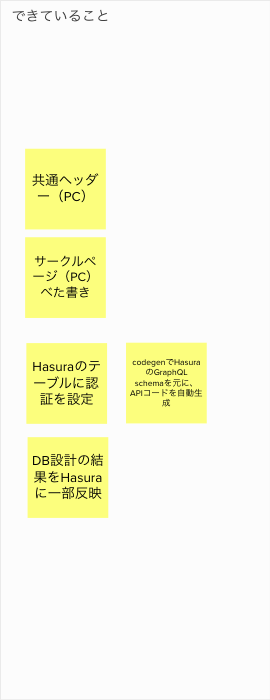 できていること
共通ヘッダ
ー（PC）
サークルペ
ージ（PC）
べた書き
Hasuraのテ
ーブルに認
証を設定
codegenでHasura
のGraphQL
schemaを元に、
APIコードを自動生
成
DB設計の結
果をHasura
に一部反映